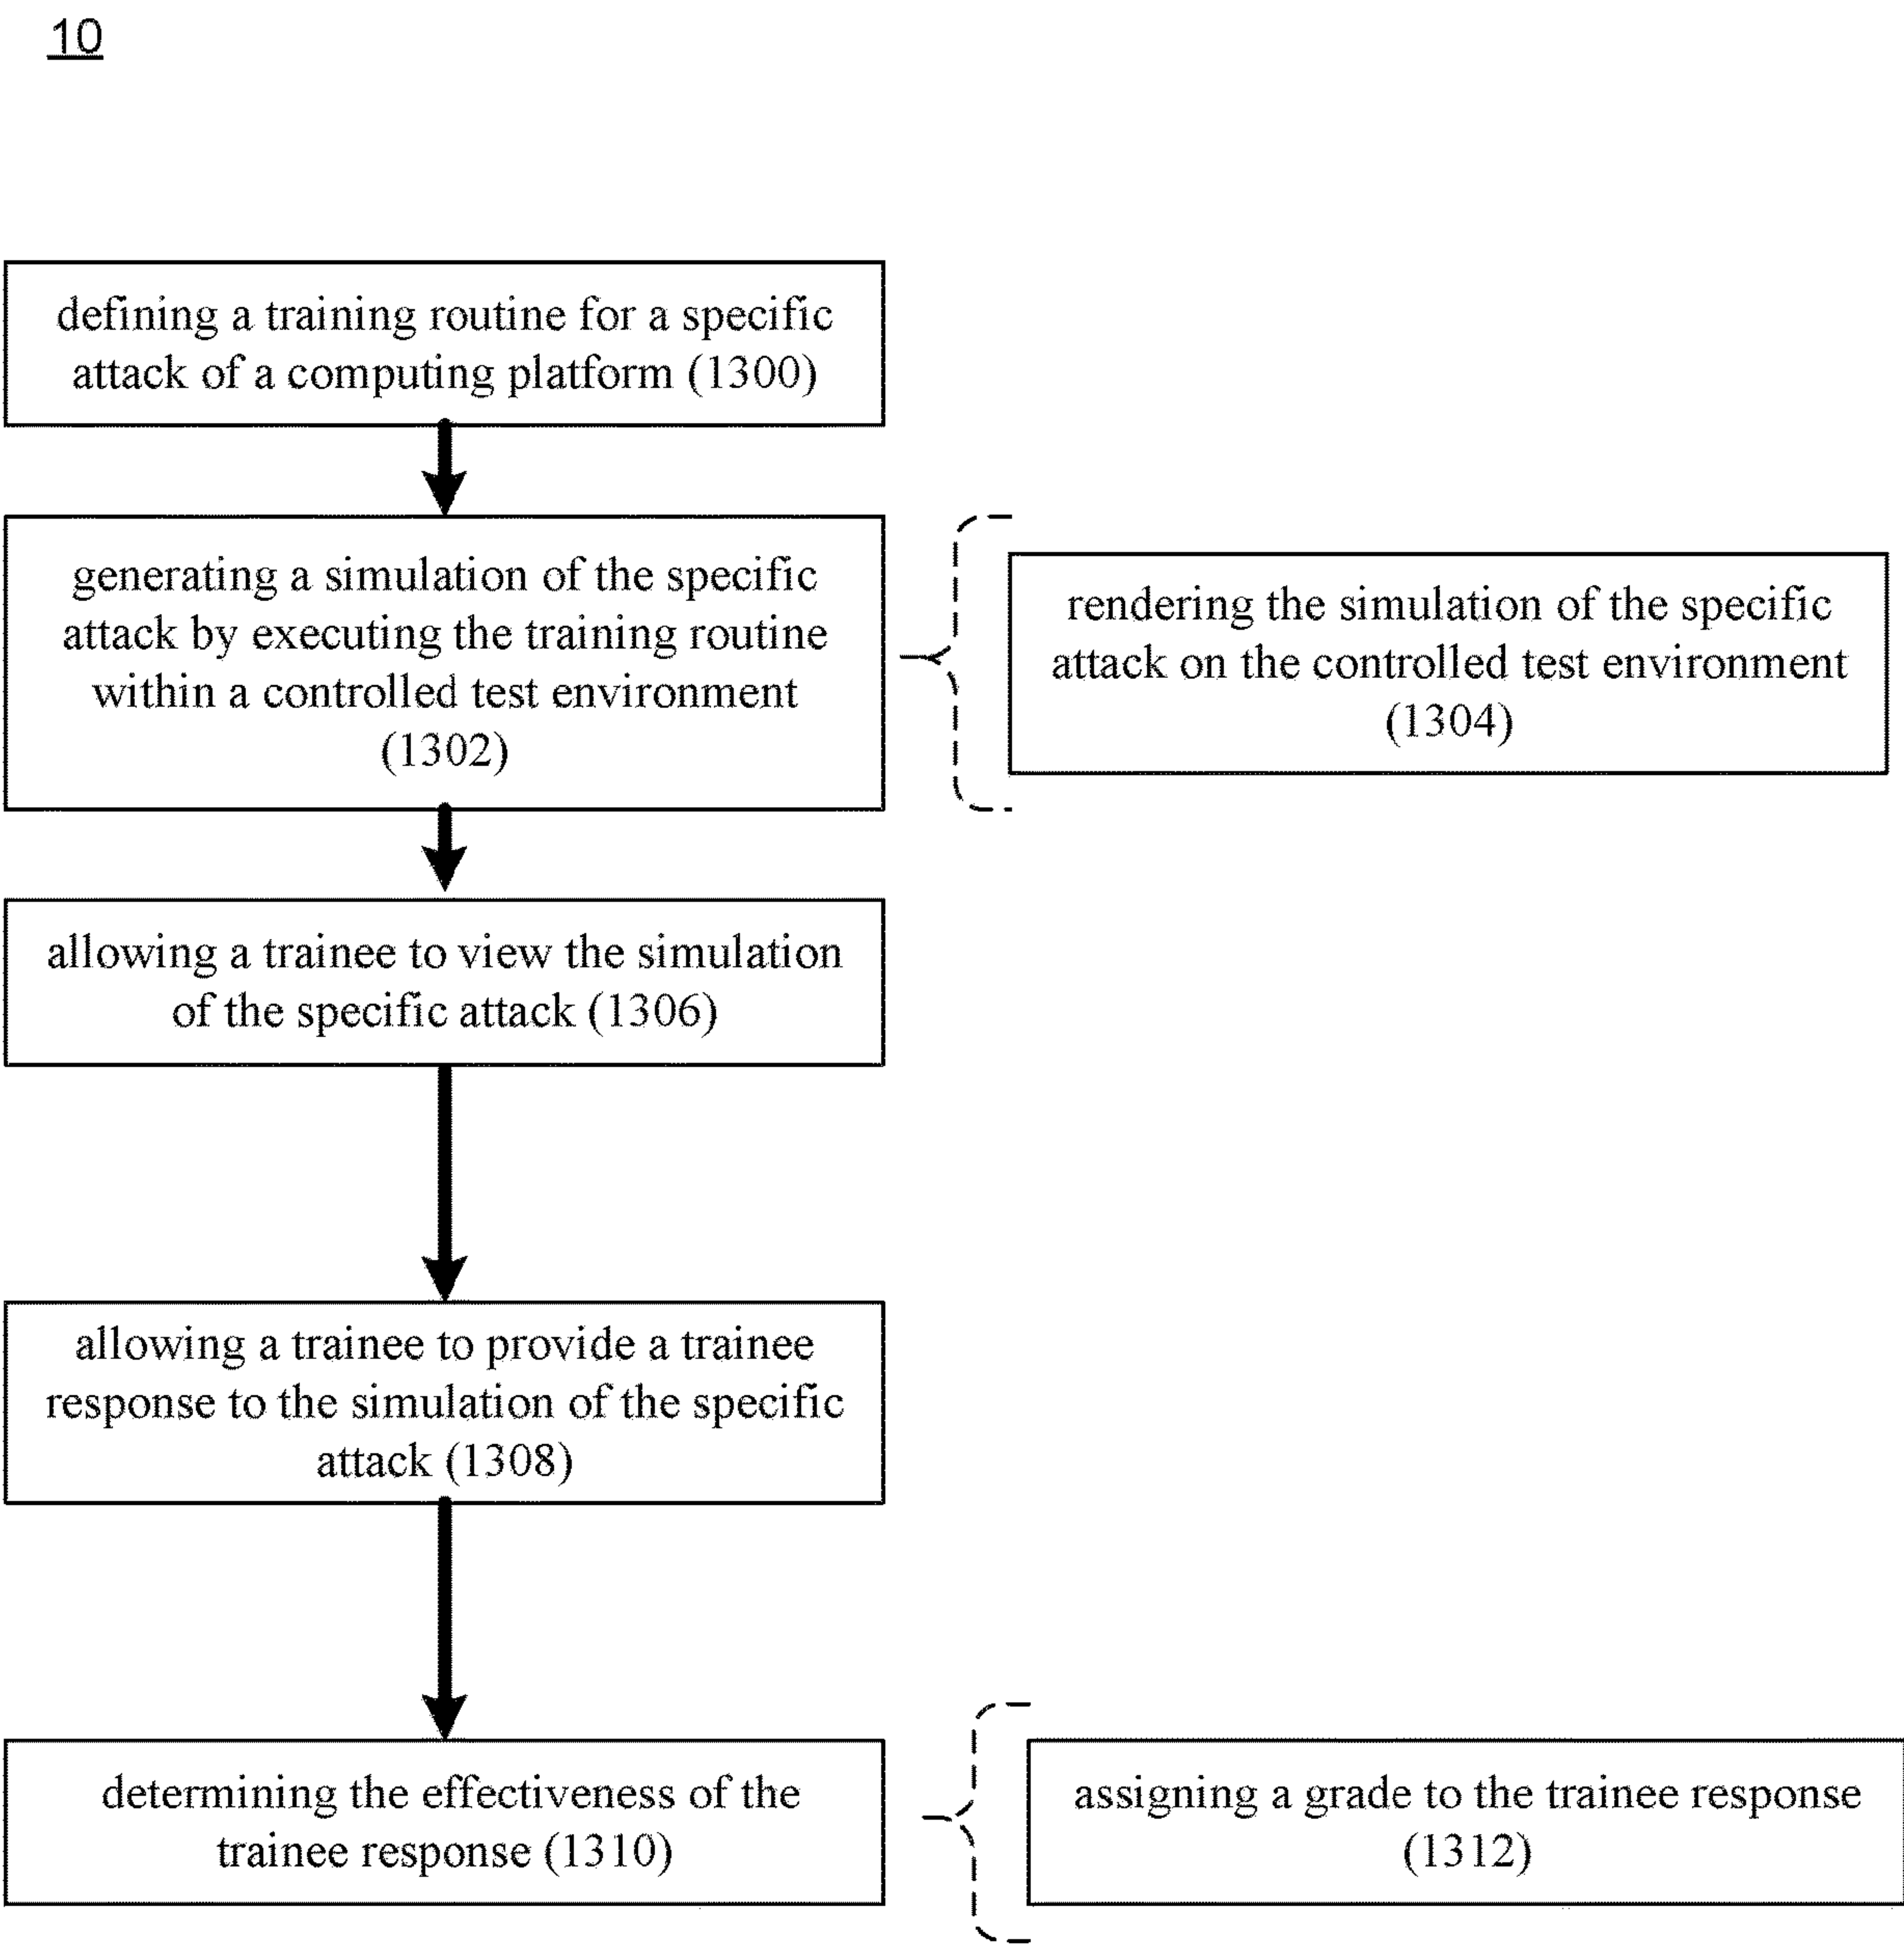 10
defining a training routine for a specific
attack of a computing platform (1300)
generating a simulation of the specific
attack by executing the training routine
within a controlled test environment
(1302)
rendering the simulation of the specific
attack on the controlled test environment
(1304)
allowing a trainee to view the simulation
of the specific attack (1306)
allowing a trainee to provide a trainee
response to the simulation of the specific
attack (1308)
determining the effectiveness of the
trainee response (1310)
assigning a grade to the trainee response
(1312)